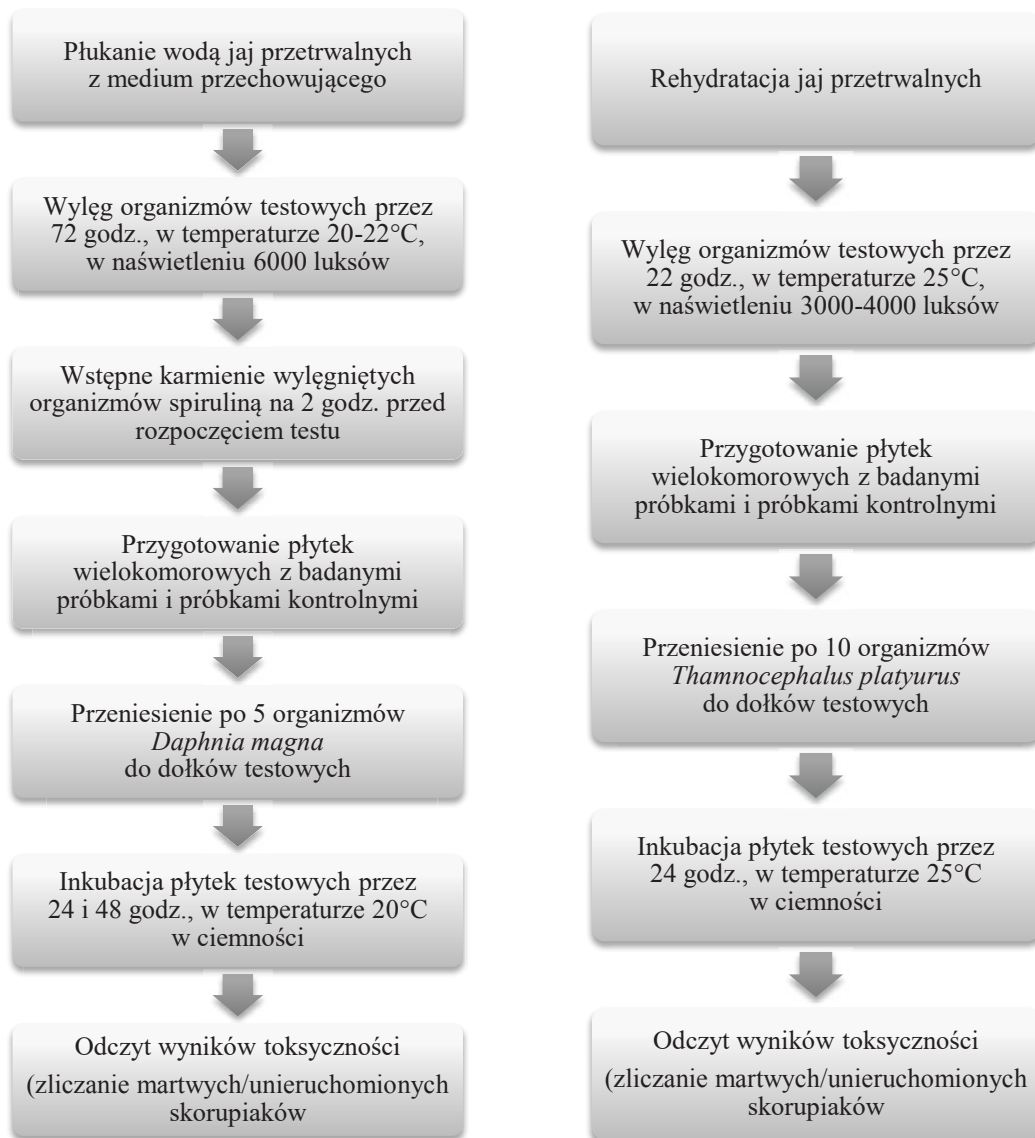 Płukanie wodą jaj przetrwalnych
z medium przechowującego
Wylęg organizmów testowych przez
72 godz., w temperaturze 20-22°C,
w naświetleniu 6000 luksów
Wstępne karmienie wylęgniętych
organizmów spiruliną na 2 godz. przed
rozpoczęciem testu
Przygotowanie płytek
wielokomorowych z badanymi
próbkami i próbkami kontrolnymi
Przeniesienie po 5 organizmów
Daphnia magna
do dołków testowych
Inkubacja płytek testowych przez
24 i 48 godz., w temperaturze 20°C
w ciemności
Odczyt wyników toksyczności
(zliczanie martwych/unieruchomionych
skorupiaków
Rehydratacja jaj przetrwalnych
Wylęg organizmów testowych przez
22 godz., w temperaturze 25°C,
w naświetleniu 3000-4000 luksów
Przygotowanie płytek
wielokomorowych z badanymi
próbkami i próbkami kontrolnymi
Przeniesienie po 10 organizmów
Thamnocephalus platyurus
do dołków testowych
Inkubacja płytek testowych przez
24 godz., w temperaturze 25°C
w ciemności
Odczyt wyników toksyczności
(zliczanie martwych/unieruchomionych
skorupiaków